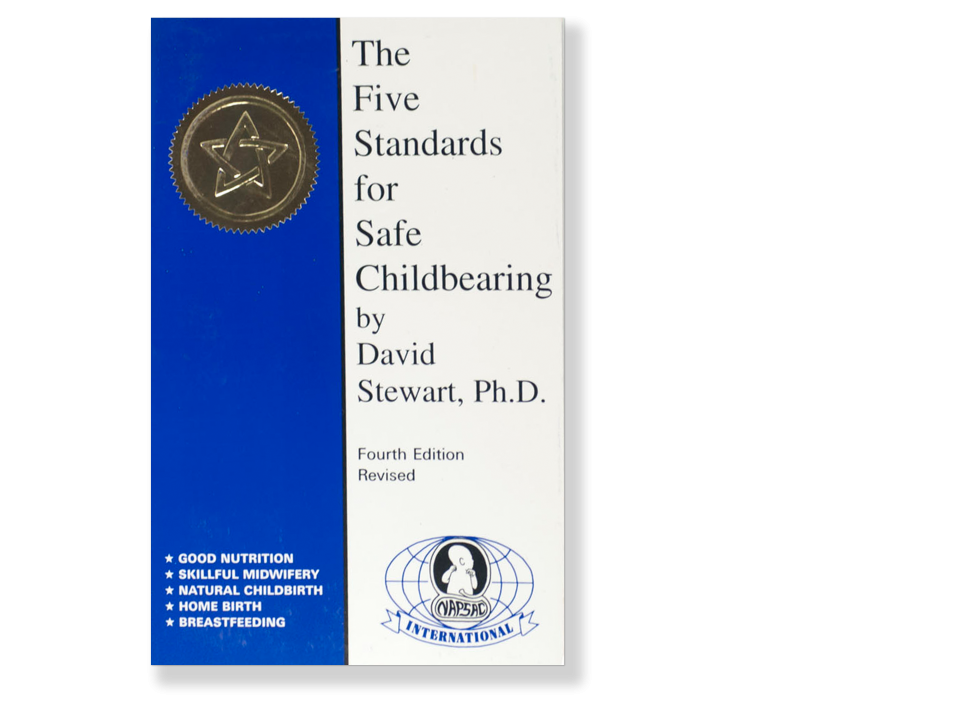 The
Five
Standards
for
Safe
Childbearing
by
David
Stewart, Ph.D.
Fourth Edition
Revised
★ GOOD NUTRITION
★ SKILLFUL MIDWIFERY
★ NATURAL CHILDBIRTH
★ HOME BIRTH
★ BREASTFEEDING
NAPSAC
INTERNATIONAL